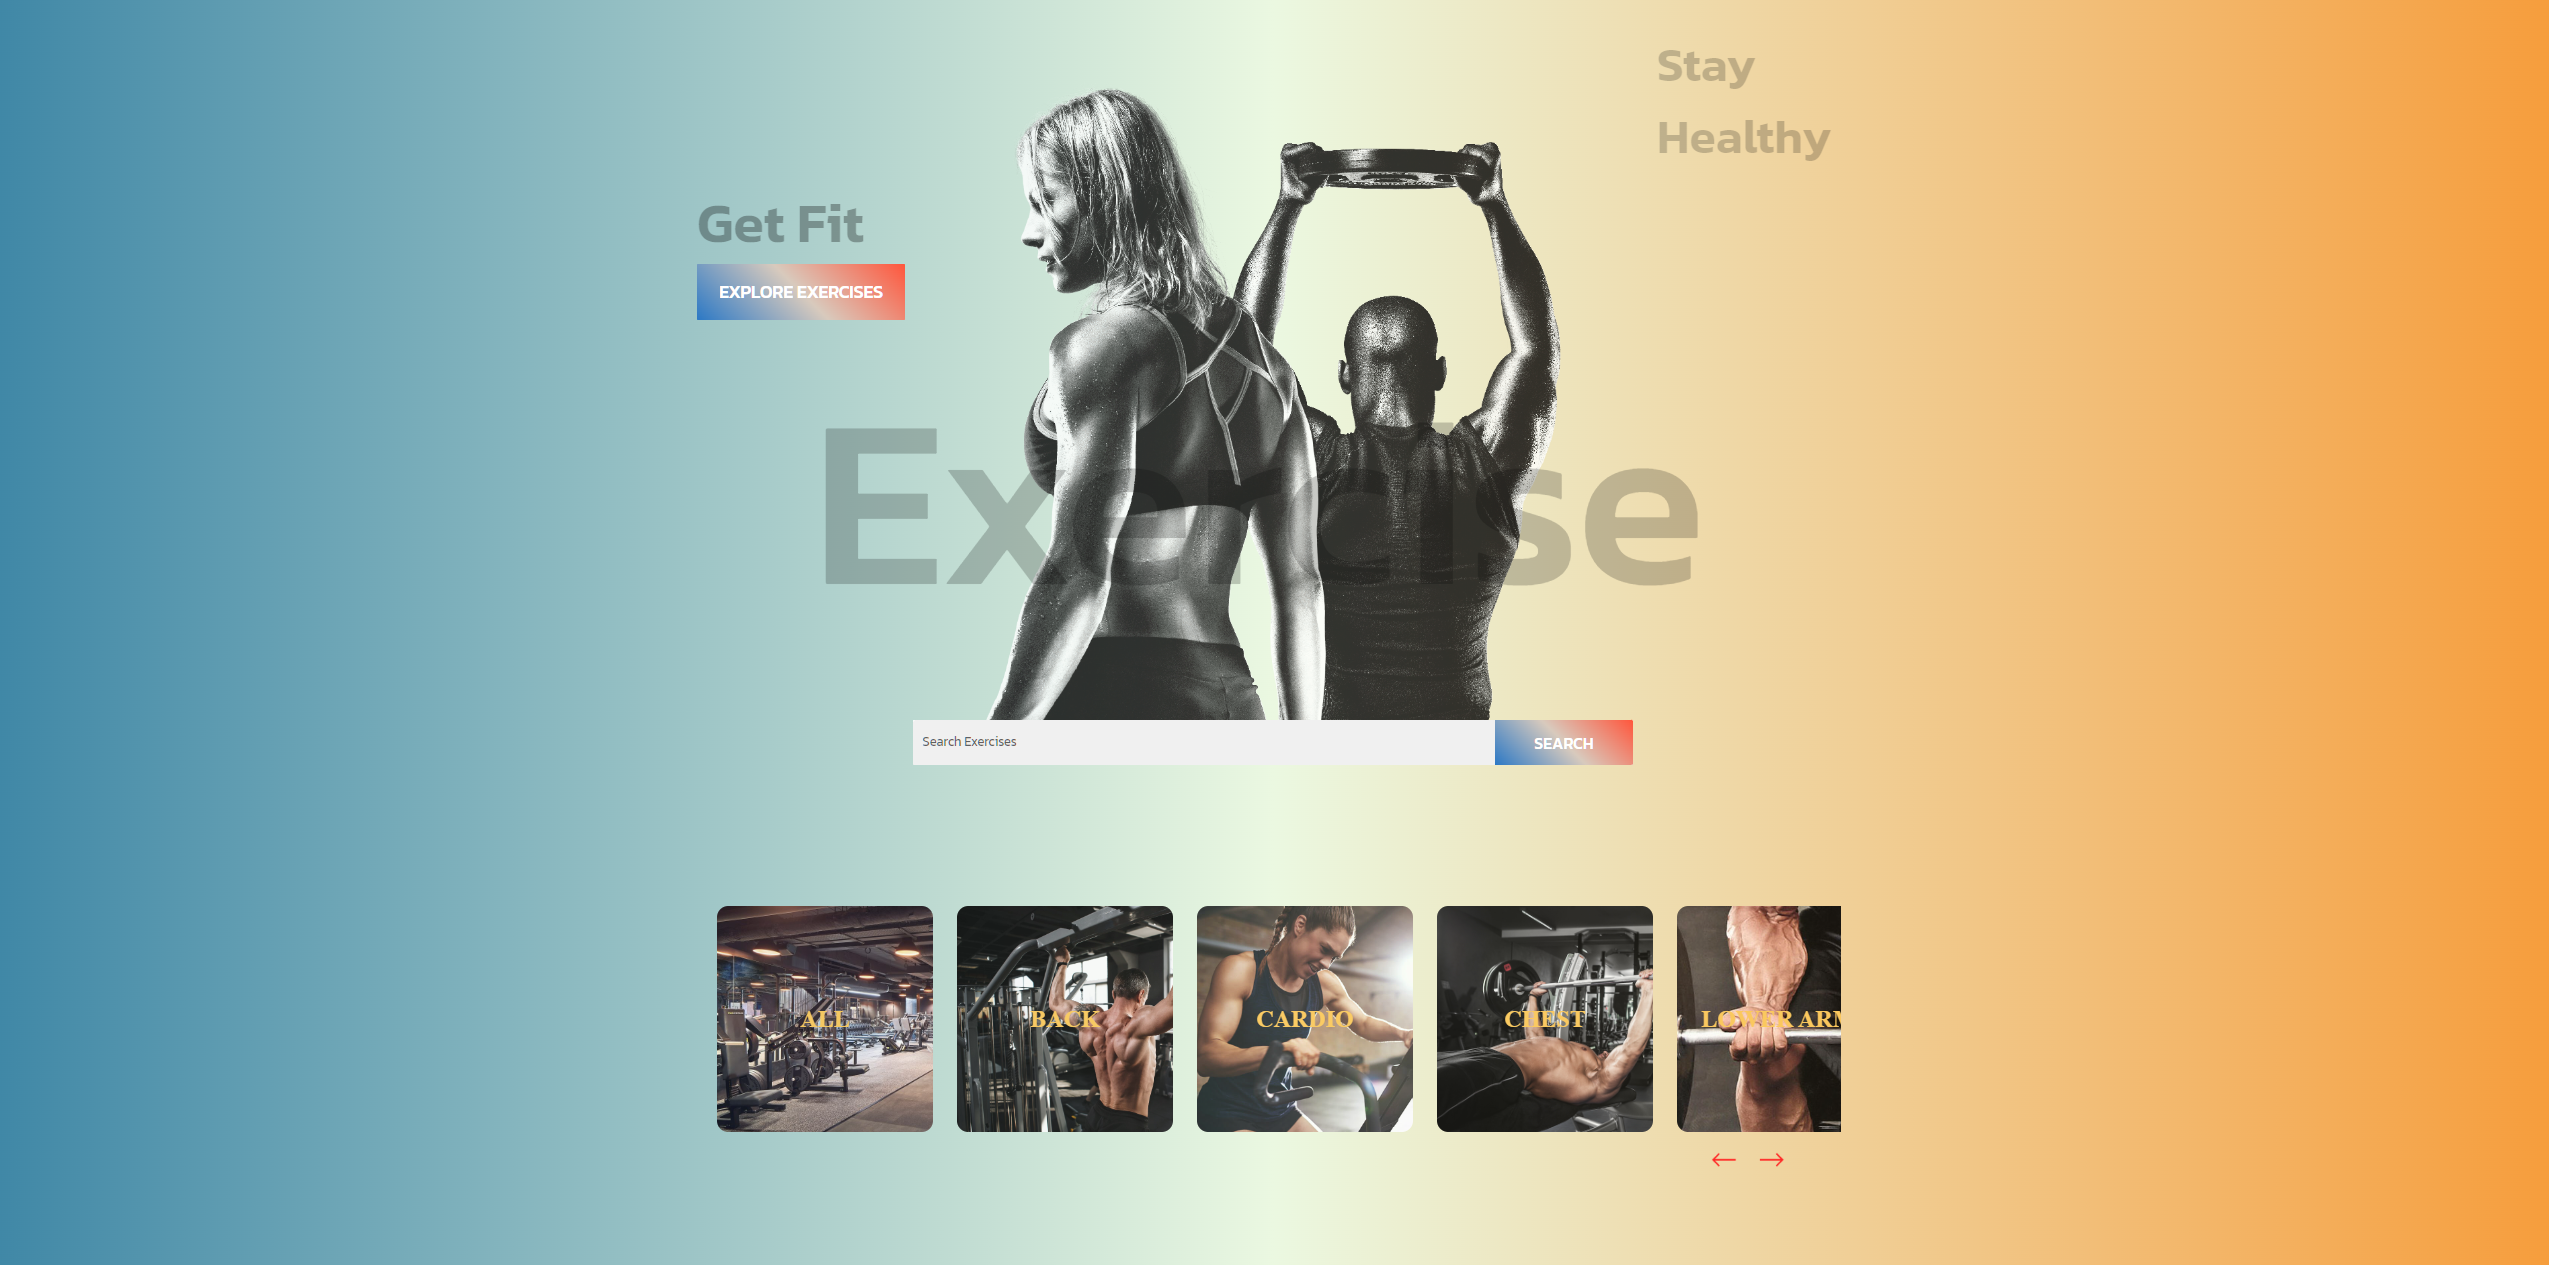 Stay
Healthy
Get Fit
EXPLORE EXERCISES
Exercise
Search Exercises
SEARCH
ALL
BACK
CARDIO
CHEST
LOWER ARM